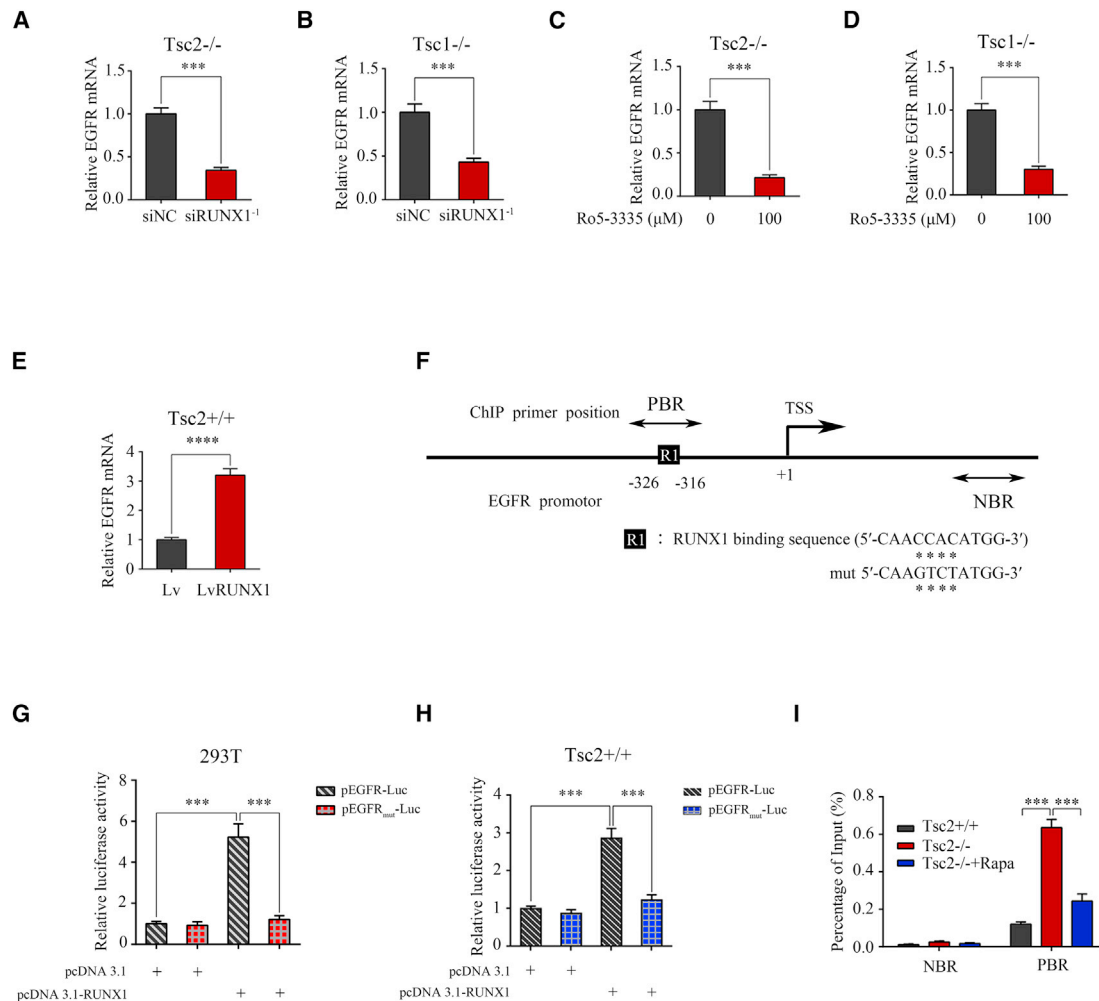 A
Tsc2-/-
Relative EGFR mRNA
***
1.5
1.0
0.5
0.0
siNC siRUNX1-1
B
Tsc1-/-
Relative EGFR mRNA
***
1.5
1.0
0.5
0.0
siNC siRUNX1-1
C
Tsc2-/-
Relative EGFR mRNA
***
1.5
1.0
0.5
0.0
Ro5-3335 (μM) 0 100
D
Tsc1-/-
Relative EGFR mRNA
***
1.5
1.0
0.5
0.0
Ro5-3335 (μM) 0 100
E
Tsc2+/+
Relative EGFR mRNA
****
4
3
2
1
0
Lv LvRUNX1
F
ChIP primer position PBR TSS
R1
-326 -316 +1
EGFR promotor NBR
R1 : RUNX1 binding sequence (5'-CAACCACATGG-3')
****
mut 5'-CAAGTCTATGG-3'
****
G
293T
Relative luciferase activity
*** ***
8
6
4
2
0
pEGFR-Luc
pEGFRmut-Luc
pcDNA 3.1 + +
pcDNA 3.1-RUNX1 + +
H
Tsc2+/+
Relative luciferase activity
*** ***
4
3
2
1
0
pEGFR-Luc
pEGFRmut-Luc
pcDNA 3.1 + +
pcDNA 3.1-RUNX1 + +
I
Percentage of Input (%)
*** ***
0.8
0.6
0.4
0.2
0.0
Tsc2+/+
Tsc2-/-
Tsc2-/-+Rapa
NBR PBR